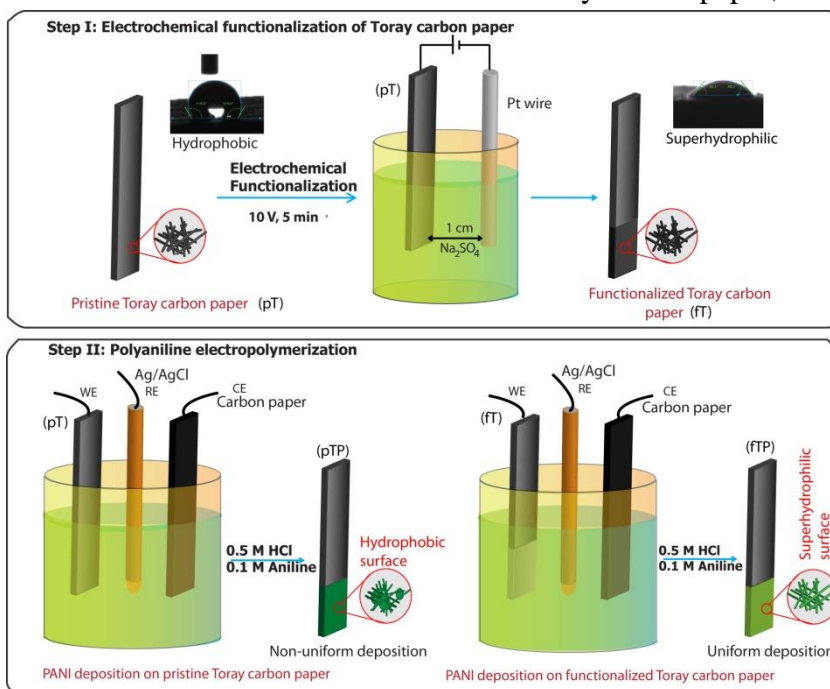 Step I: Electrochemical functionalization of Toray carbon paper
(pT)
Pt wire
Hydrophobic
Superhydrophilic
Electrochemical
Functionalization
10 V, 5 min
1 cm
Na₂SO₄
Pristine Toray carbon paper (pT)
Functionalized Toray carbon
paper (fT)
Step II: Polyaniline electropolymerization
Ag/AgCl
WE
RE
CE
Carbon paper
(pT)
(pTP)
0.5 M HCl
0.1 M Aniline
Hydrophobic
surface
Non-uniform deposition
PANI deposition on pristine Toray carbon paper
Ag/AgCl
WE
RE
CE
Carbon paper
(fT)
(fTP)
0.5 M HCl
0.1 M Aniline
Superhydrophilic
surface
Uniform deposition
PANI deposition on functionalized Toray carbon paper